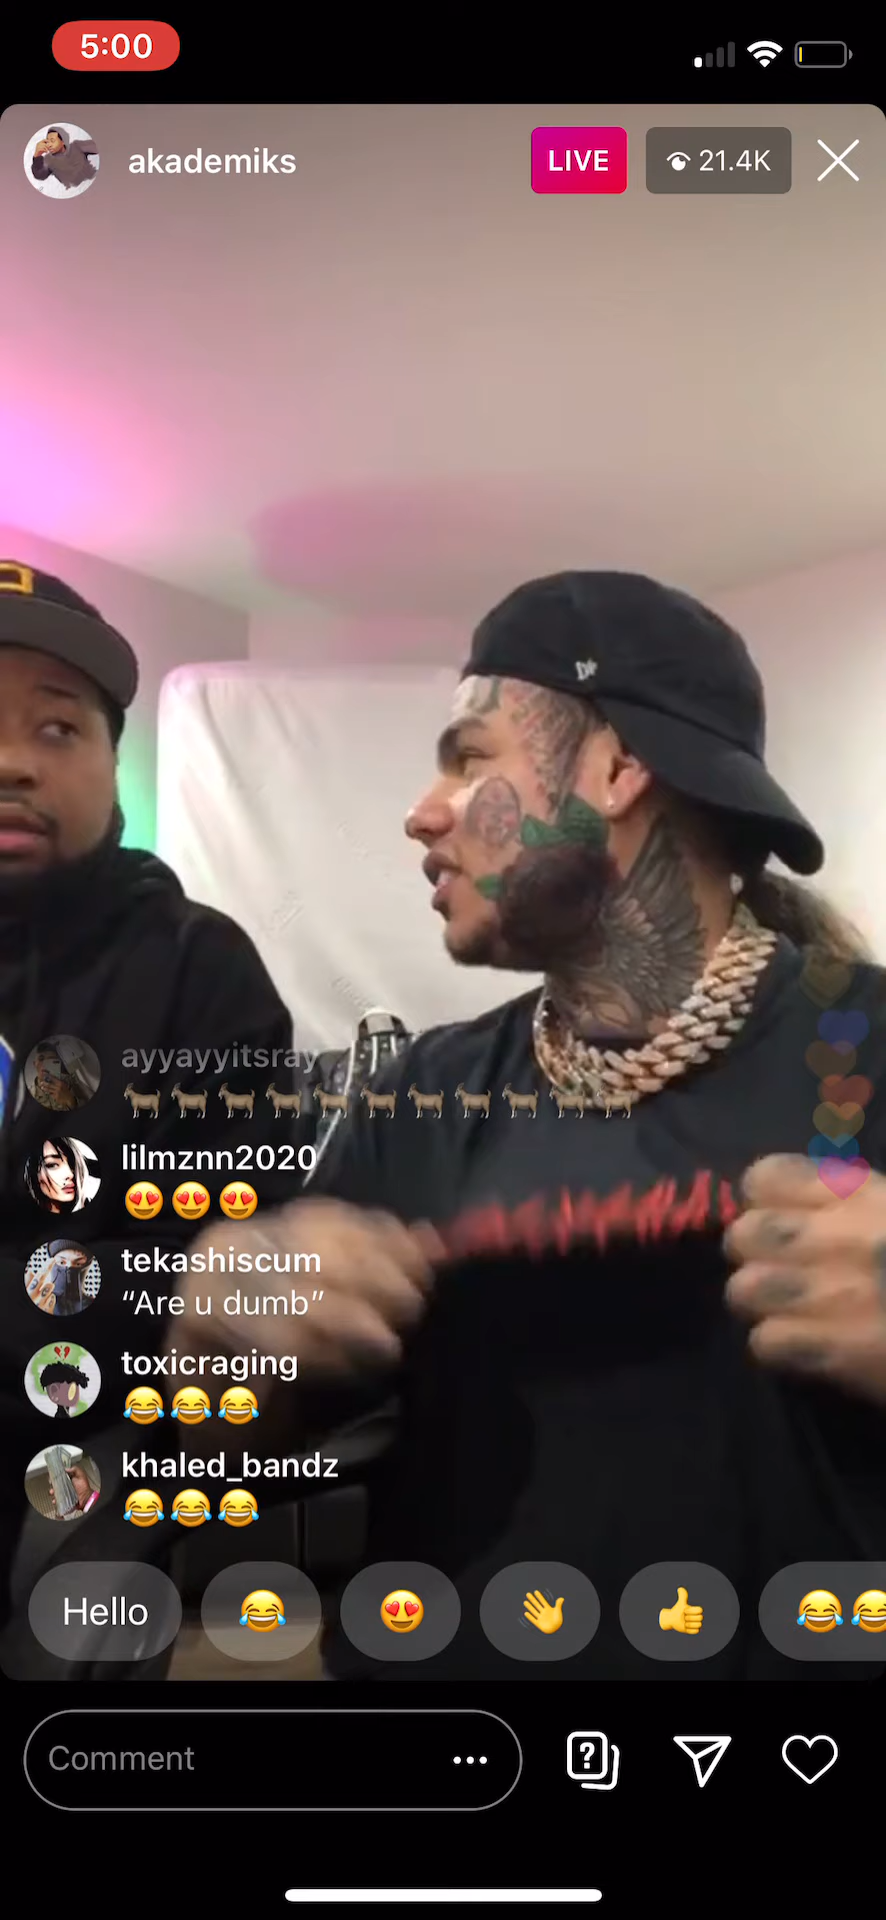 5:00
akademiks
LIVE
21.4K
ayyayyitsray
🐐🐐🐐🐐🐐🐐🐐🐐🐐🐐🐐
lilmznn2020
😍😍😍
tekashiscum
“Are u dumb”
toxicraging
😂😂😂
khaled_bandz
😂😂😂
Hello 😂 😍 👋 👍 😂😂
Comment